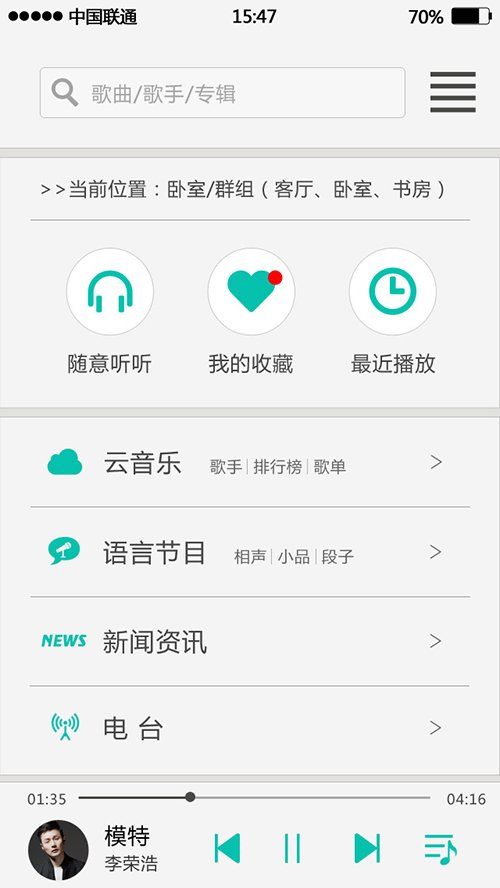 中国联通 15:47 70%
歌曲/歌手/专辑
>>当前位置：卧室/群组（客厅、卧室、书房）
随意听听 我的收藏 最近播放
云音乐 歌手|排行榜|歌单 >
语言节目 相声|小品|段子 >
NEWS 新闻资讯 >
电 台 >
01:35 04:16
模特
李荣浩